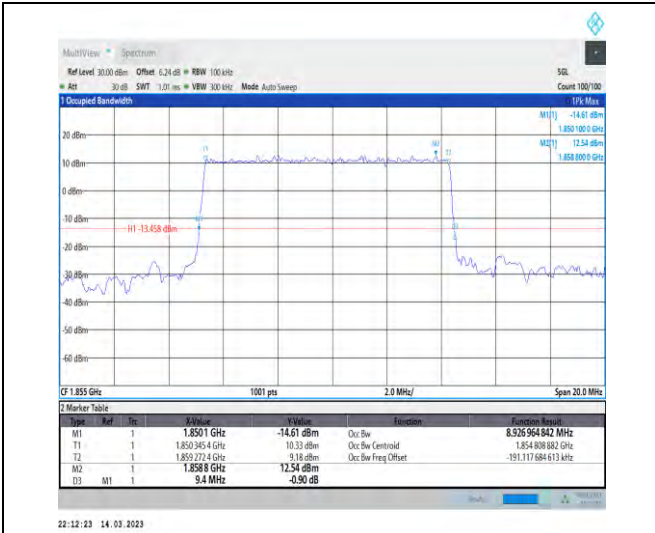 MultiView Spectrum
Ref Level 30.00 dBm Offset 6.24 dB RBW 100 kHz SGL
Att 30 dB SWT 1.01 ms VBW 300 kHz Mode Auto Sweep Count 100/100
1 Occupied Bandwidth 1Pk Max
M1[1] -14.61 dBm
1.850 100 0 GHz
20 dBm M2[1] 12.54 dBm
1.858 800 0 GHz
T1 M2 T2
10 dBm
0 dBm
-10 dBm
M1 D3
H1 -13.458 dBm
-20 dBm
-30 dBm
-40 dBm
-50 dBm
-60 dBm
CF 1.855 GHz 1001 pts 2.0 MHz/ Span 20.0 MHz
2 Marker Table
Type Ref Trc X-Value Y-Value Function Function Result
M1 1 1.8501 GHz -14.61 dBm Occ Bw 8.926 964 842 MHz
T1 1 1.850 345 4 GHz 10.33 dBm Occ Bw Centroid 1.854 808 882 GHz
T2 1 1.859 272 4 GHz 9.18 dBm Occ Bw Freq Offset -191.117 684 613 kHz
M2 1 1.8588 GHz 12.54 dBm
D3 M1 1 9.4 MHz -0.90 dB
22:12:23 14.03.2023